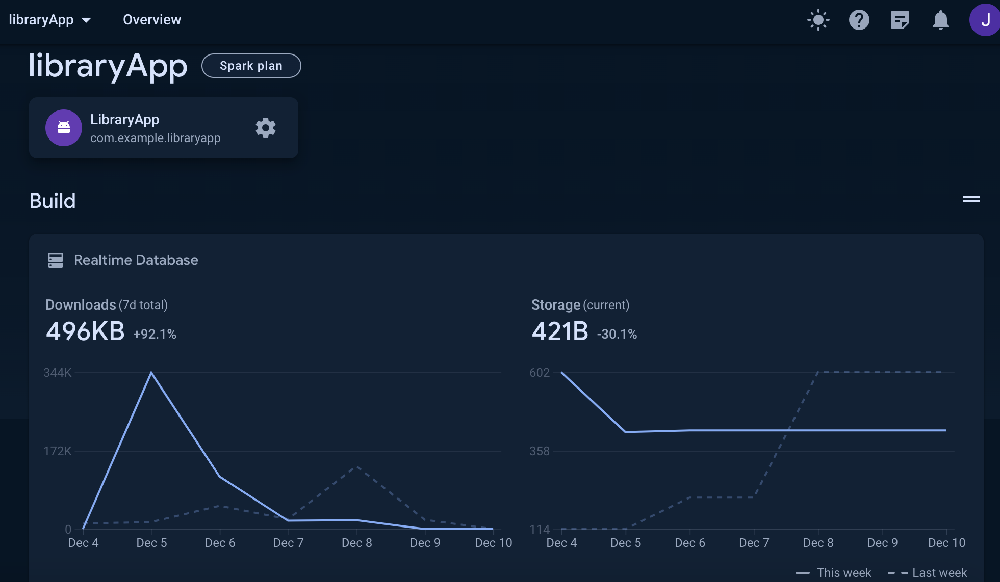 libraryApp Overview J
libraryApp Spark plan
LibraryApp
com.example.libraryapp
Build
Realtime Database
Downloads (7d total)
496KB +92.1%
344K
172K
0
Dec 4 Dec 5 Dec 6 Dec 7 Dec 8 Dec 9 Dec 10
Storage (current)
421B -30.1%
602
358
114
Dec 4 Dec 5 Dec 6 Dec 7 Dec 8 Dec 9 Dec 10
This week Last week